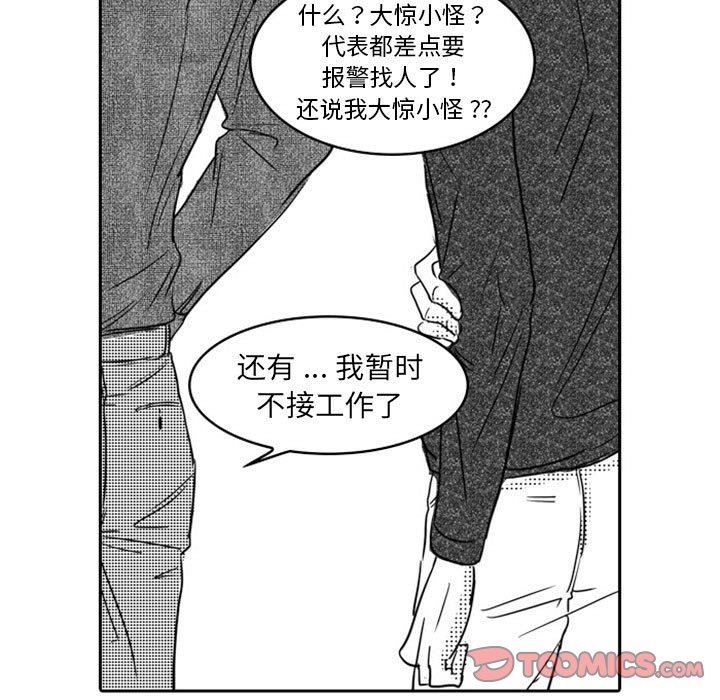 什么？大惊小怪？
代表都差点要
报警找人了！
还说我大惊小怪??
还有...我暂时
不接工作了
TOOMICS.COM